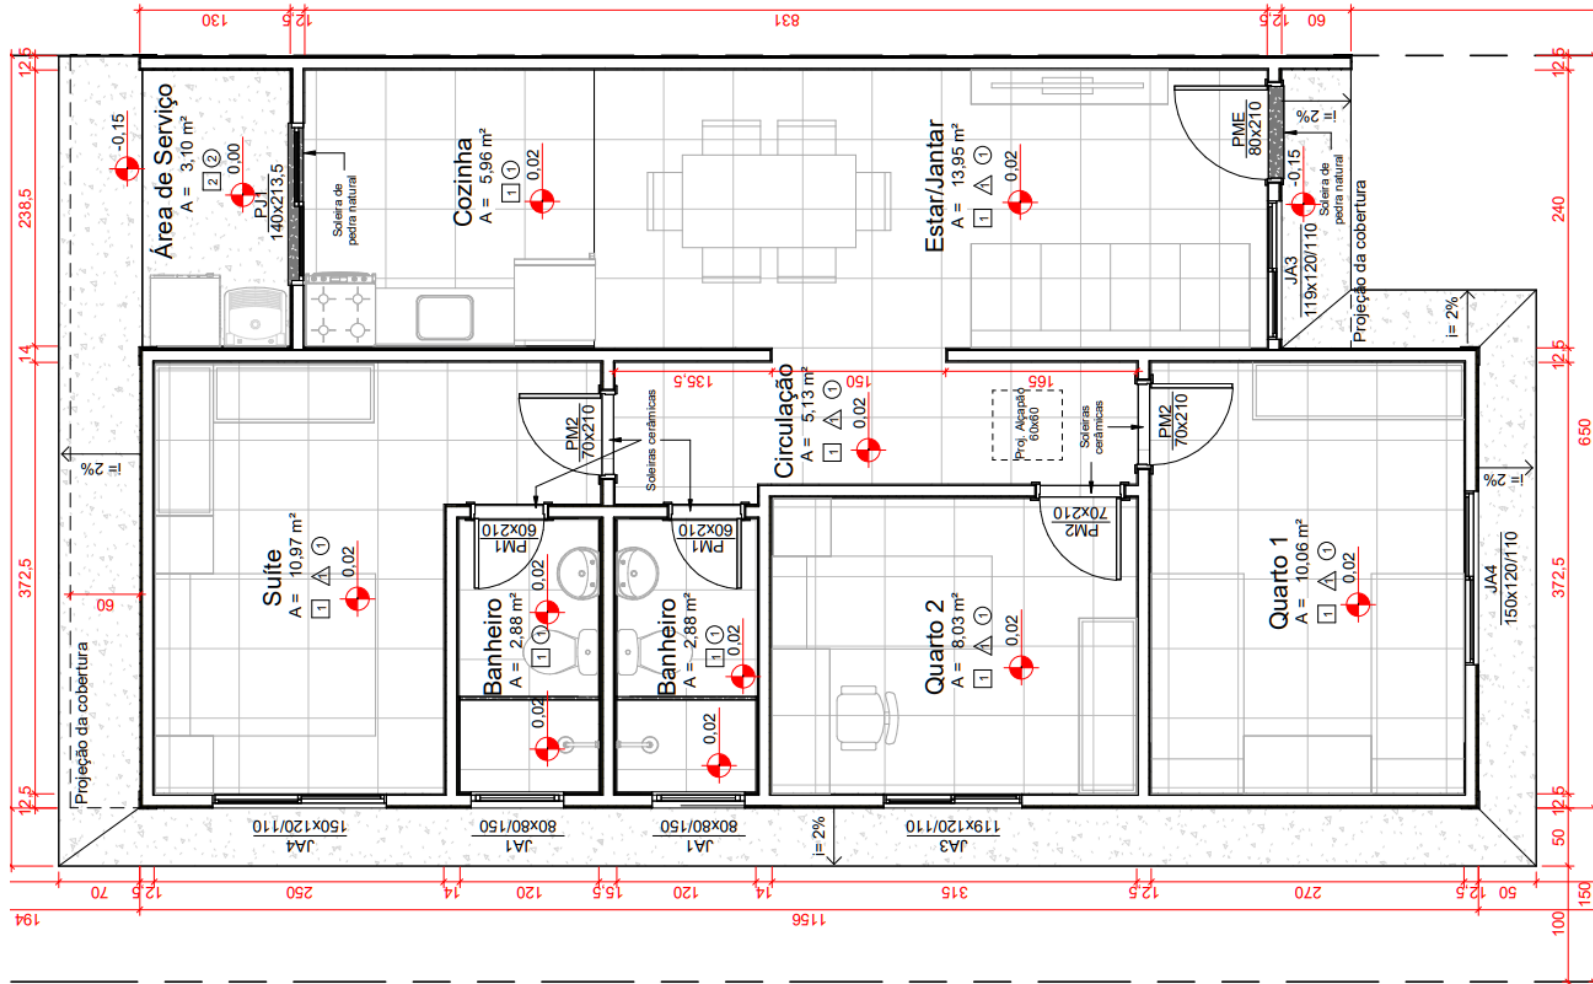 130
12,5
831
12,5
60
12,5
238,5
14
372,5
12,5
-0,15
Área de Serviço
A = 3,10 m²
2
2
0,00
PJ1
140x213,5
Soleira de
pedra natural
Cozinha
A = 5,96 m²
1
1
0,02
Estar/Jantar
A = 13,95 m²
1
1
1
0,02
PME
80x210
i= 2%
-0,15
Soleira de
pedra natural
JA3
119x120/110
Projeção da cobertura
i= 2%
12,5
240
12,5
650
372,5
12,5
50
150
100
i= 2%
60
Projeção da cobertura
Suíte
A = 10,97 m²
1
1
1
0,02
PM2
70x210
135,5
150
165
Soleiras cerâmicas
Circulação
A = 5,13 m²
1
1
1
0,02
Proj. Alçapão
60x60
Soleiras
cerâmicas
PM2
70x210
PM1
60x210
PM1
60x210
PM2
70x210
Banheiro
A = 2,88 m²
1
1
0,02
0,02
Banheiro
A = 2,88 m²
1
1
0,02
0,02
Quarto 2
A = 8,03 m²
1
1
1
0,02
Quarto 1
A = 10,06 m²
1
1
1
0,02
i= 2%
JA4
150x120/110
JA4
150x120/110
JA1
80x80/150
JA1
80x80/150
i= 2%
JA3
119x120/110
70
12,5
250
14
120
15,5
120
14
315
12,5
270
12,5
50
194
1156